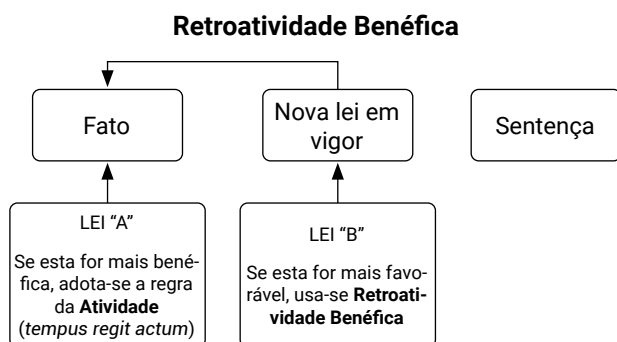 Retroatividade Benéfica
Fato
Nova lei em
vigor
Sentença
LEI “A”
Se esta for mais bené-
fica, adota-se a regra
da Atividade
(tempus regit actum)
LEI “B”
Se esta for mais favo-
rável, usa-se Retroati-
vidade Benéfica